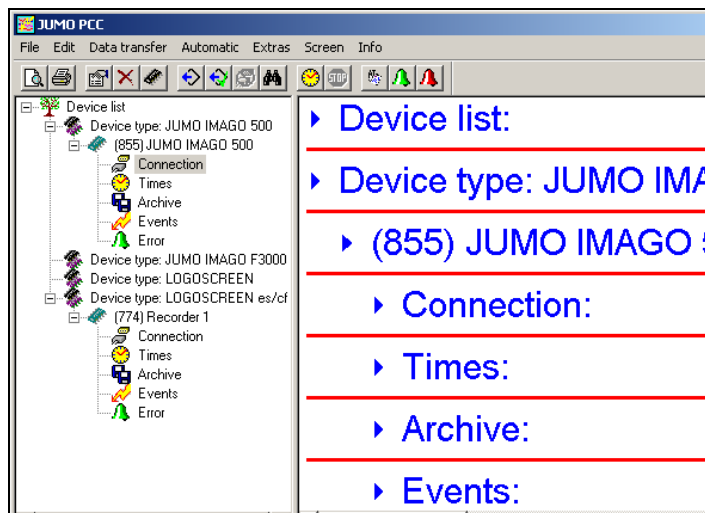 JUMO PCC
File Edit Data transfer Automatic Extras Screen Info
STOP
Device list
Device type: JUMO IMAGO 500
(855) JUMO IMAGO 500
Connection
Times
Archive
Events
Error
Device type: JUMO IMAGO F3000
Device type: LOGOSCREEN
Device type: LOGOSCREEN es/cf
(774) Recorder 1
Connection
Times
Archive
Events
Error
Device list:
Device type: JUMO IMA
(855) JUMO IMAGO
Connection:
Times:
Archive:
Events: